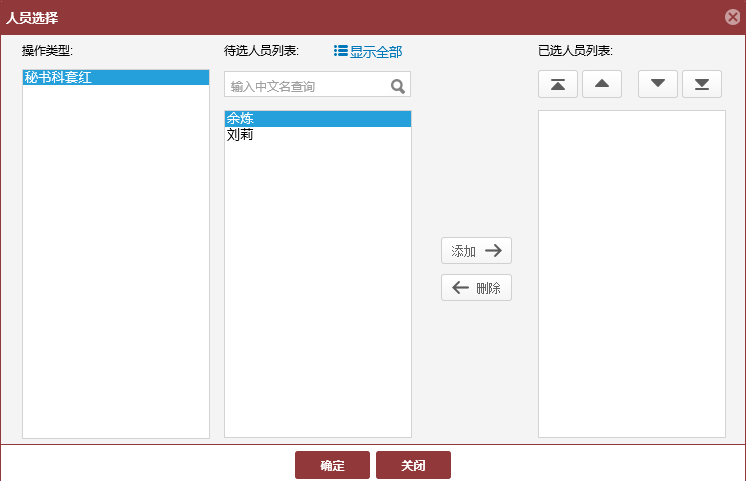 人员选择
操作类型:
待选人员列表:
显示全部
已选人员列表:
秘书科套红
输入中文名查询
余炼
刘莉
添加
删除
确定
关闭